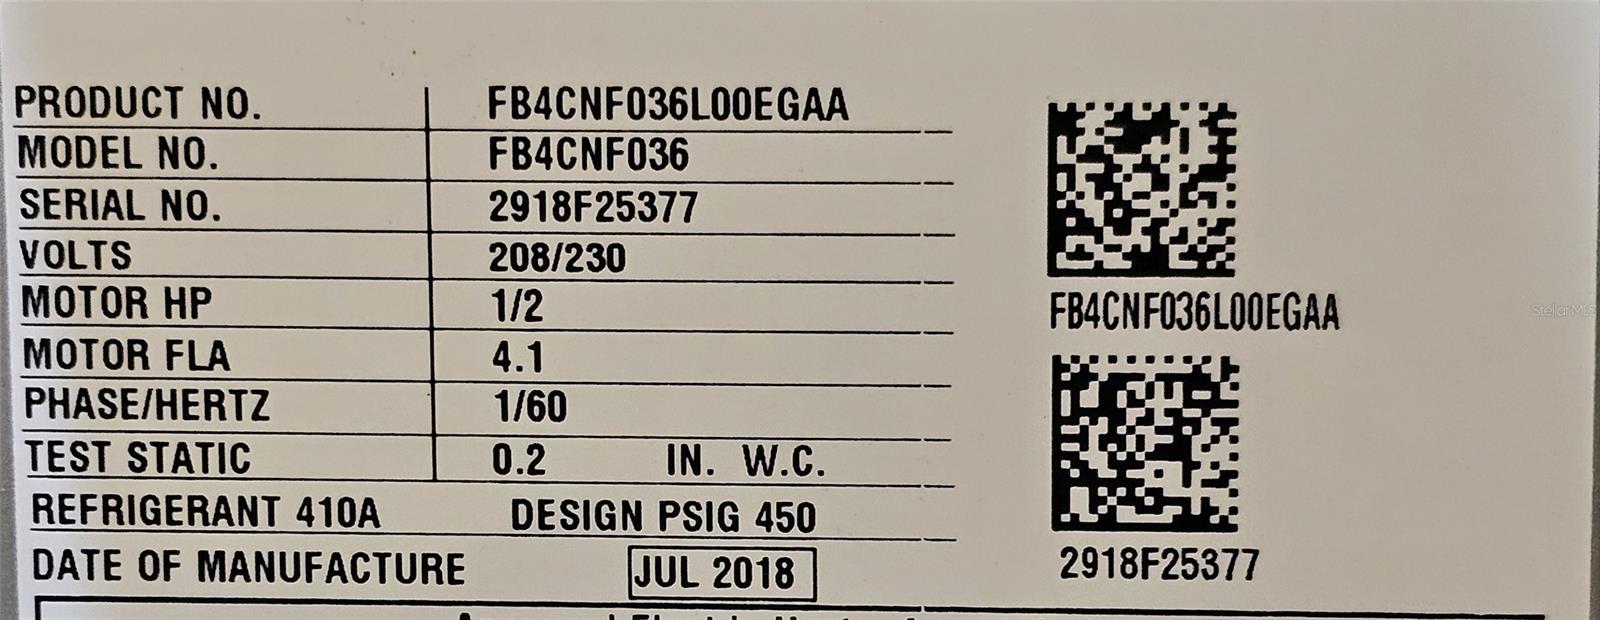 PRODUCT NO. FB4CNF036L00EGAA
MODEL NO. FB4CNF036
SERIAL NO. 2918F25377
VOLTS 208/230
MOTOR HP 1/2
MOTOR FLA 4.1
PHASE/HERTZ 1/60
TEST STATIC 0.2 IN. W.C.
REFRIGERANT 410A DESIGN PSIG 450
DATE OF MANUFACTURE JUL 2018
FB4CNF036L00EGAA
2918F25377
StellarMLS